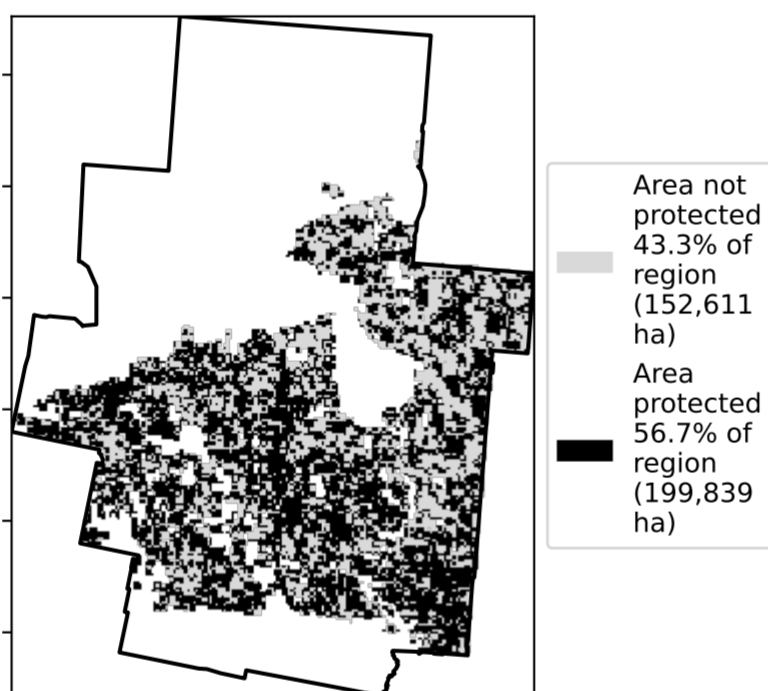 Area not
protected
43.3% of
region
(152,611
ha)
Area
protected
56.7% of
region
(199,839
ha)